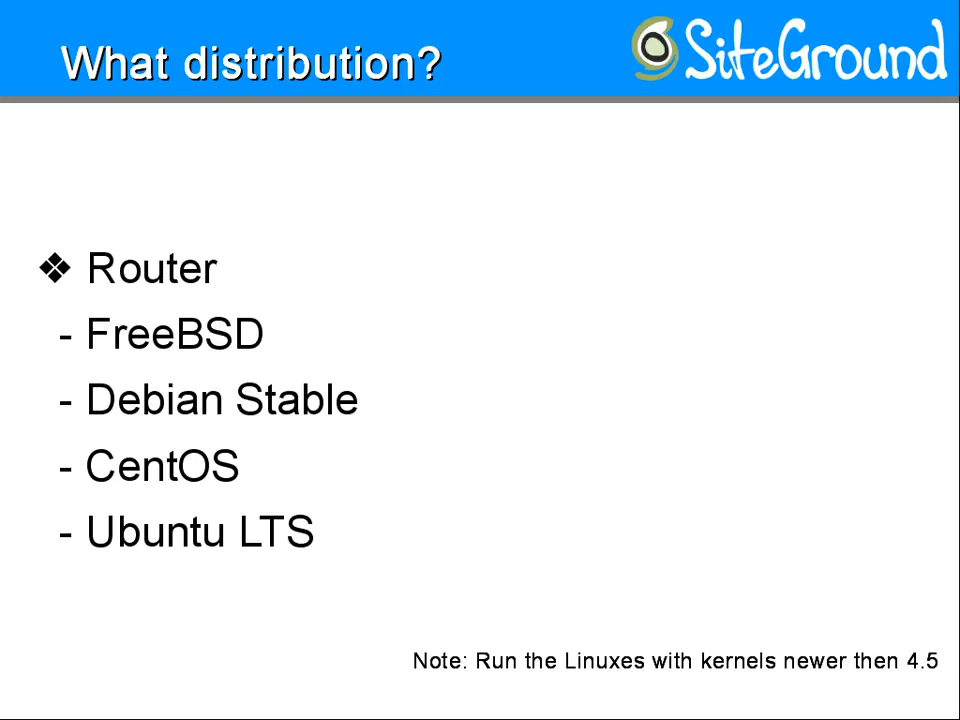 What distribution?
SiteGround
❖ Router
- FreeBSD
- Debian Stable
- CentOS
- Ubuntu LTS
Note: Run the Linuxes with kernels newer then 4.5